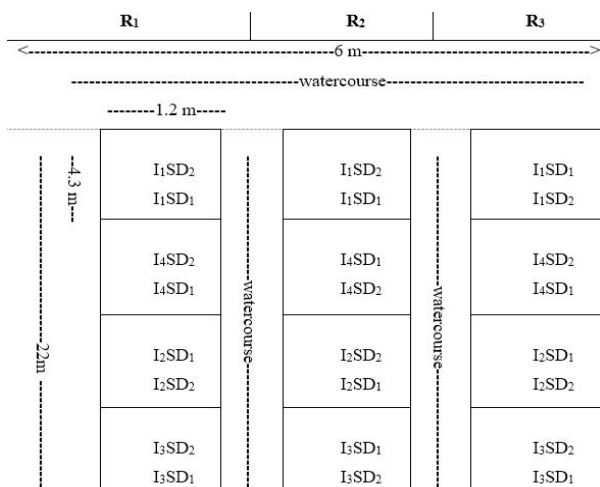 R₁ R₂ R₃
<-----6 m----->
-----watercourse-----
--------1.2 m-------
I₁SD₂ I₁SD₂ I₁SD₁
I₁SD₁ I₁SD₁ I₁SD₂
--4.3 m---
I₄SD₂ I₄SD₁ I₄SD₂
I₄SD₁ I₄SD₂ I₄SD₁
-----watercourse-----
-----watercourse-----
-----22m-----
I₂SD₁ I₂SD₂ I₂SD₁
I₂SD₂ I₂SD₁ I₂SD₂
I₃SD₂ I₃SD₁ I₃SD₂
I₃SD₁ I₃SD₂ I₃SD₁